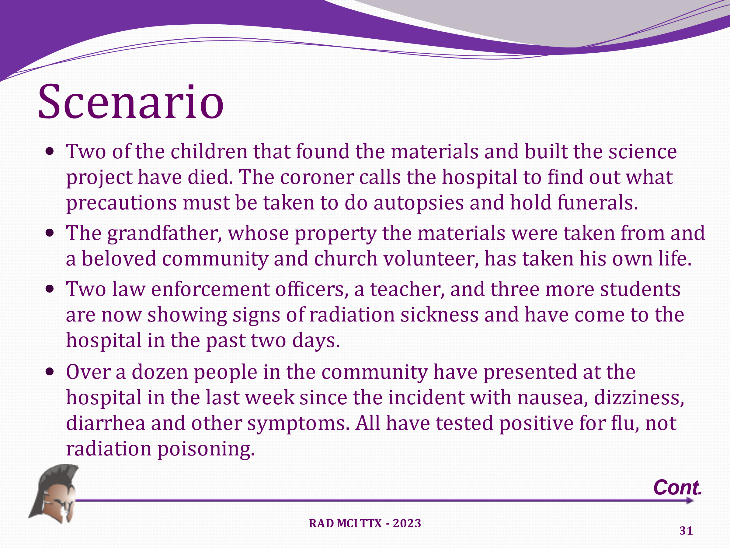 Scenario
• Two of the children that found the materials and built the science
project have died. The coroner calls the hospital to find out what
precautions must be taken to do autopsies and hold funerals.
• The grandfather, whose property the materials were taken from and
a beloved community and church volunteer, has taken his own life.
• Two law enforcement officers, a teacher, and three more students
are now showing signs of radiation sickness and have come to the
hospital in the past two days.
• Over a dozen people in the community have presented at the
hospital in the last week since the incident with nausea, dizziness,
diarrhea and other symptoms. All have tested positive for flu, not
radiation poisoning.
Cont.
RAD MCI TTX - 2023
31